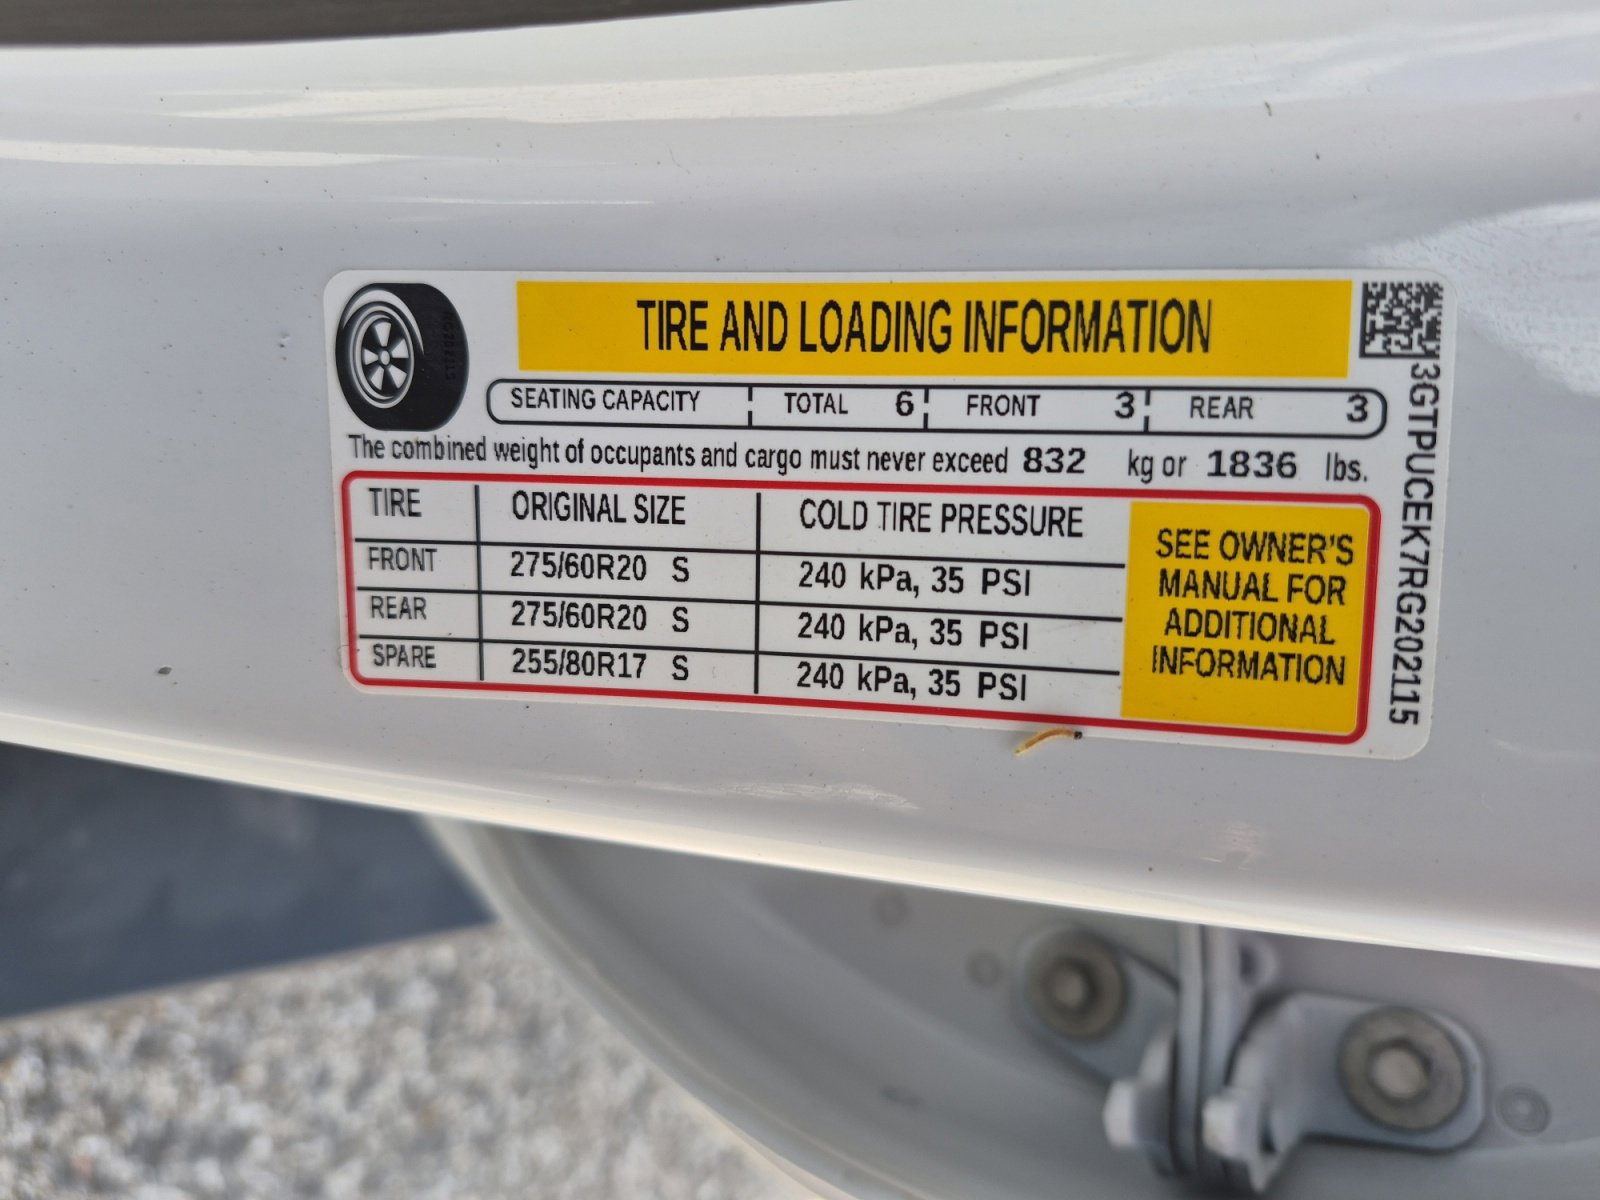 TIRE AND LOADING INFORMATION
SEATING CAPACITY TOTAL 6 FRONT 3 REAR 3
The combined weight of occupants and cargo must never exceed 832 kg or 1836 lbs.
TIRE ORIGINAL SIZE COLD TIRE PRESSURE
FRONT 275/60R20 S 240 kPa, 35 PSI
REAR 275/60R20 S 240 kPa, 35 PSI
SPARE 255/80R17 S 240 kPa, 35 PSI
SEE OWNER'S
MANUAL FOR
ADDITIONAL
INFORMATION
3GTPUCEK7RG202115
RG202115